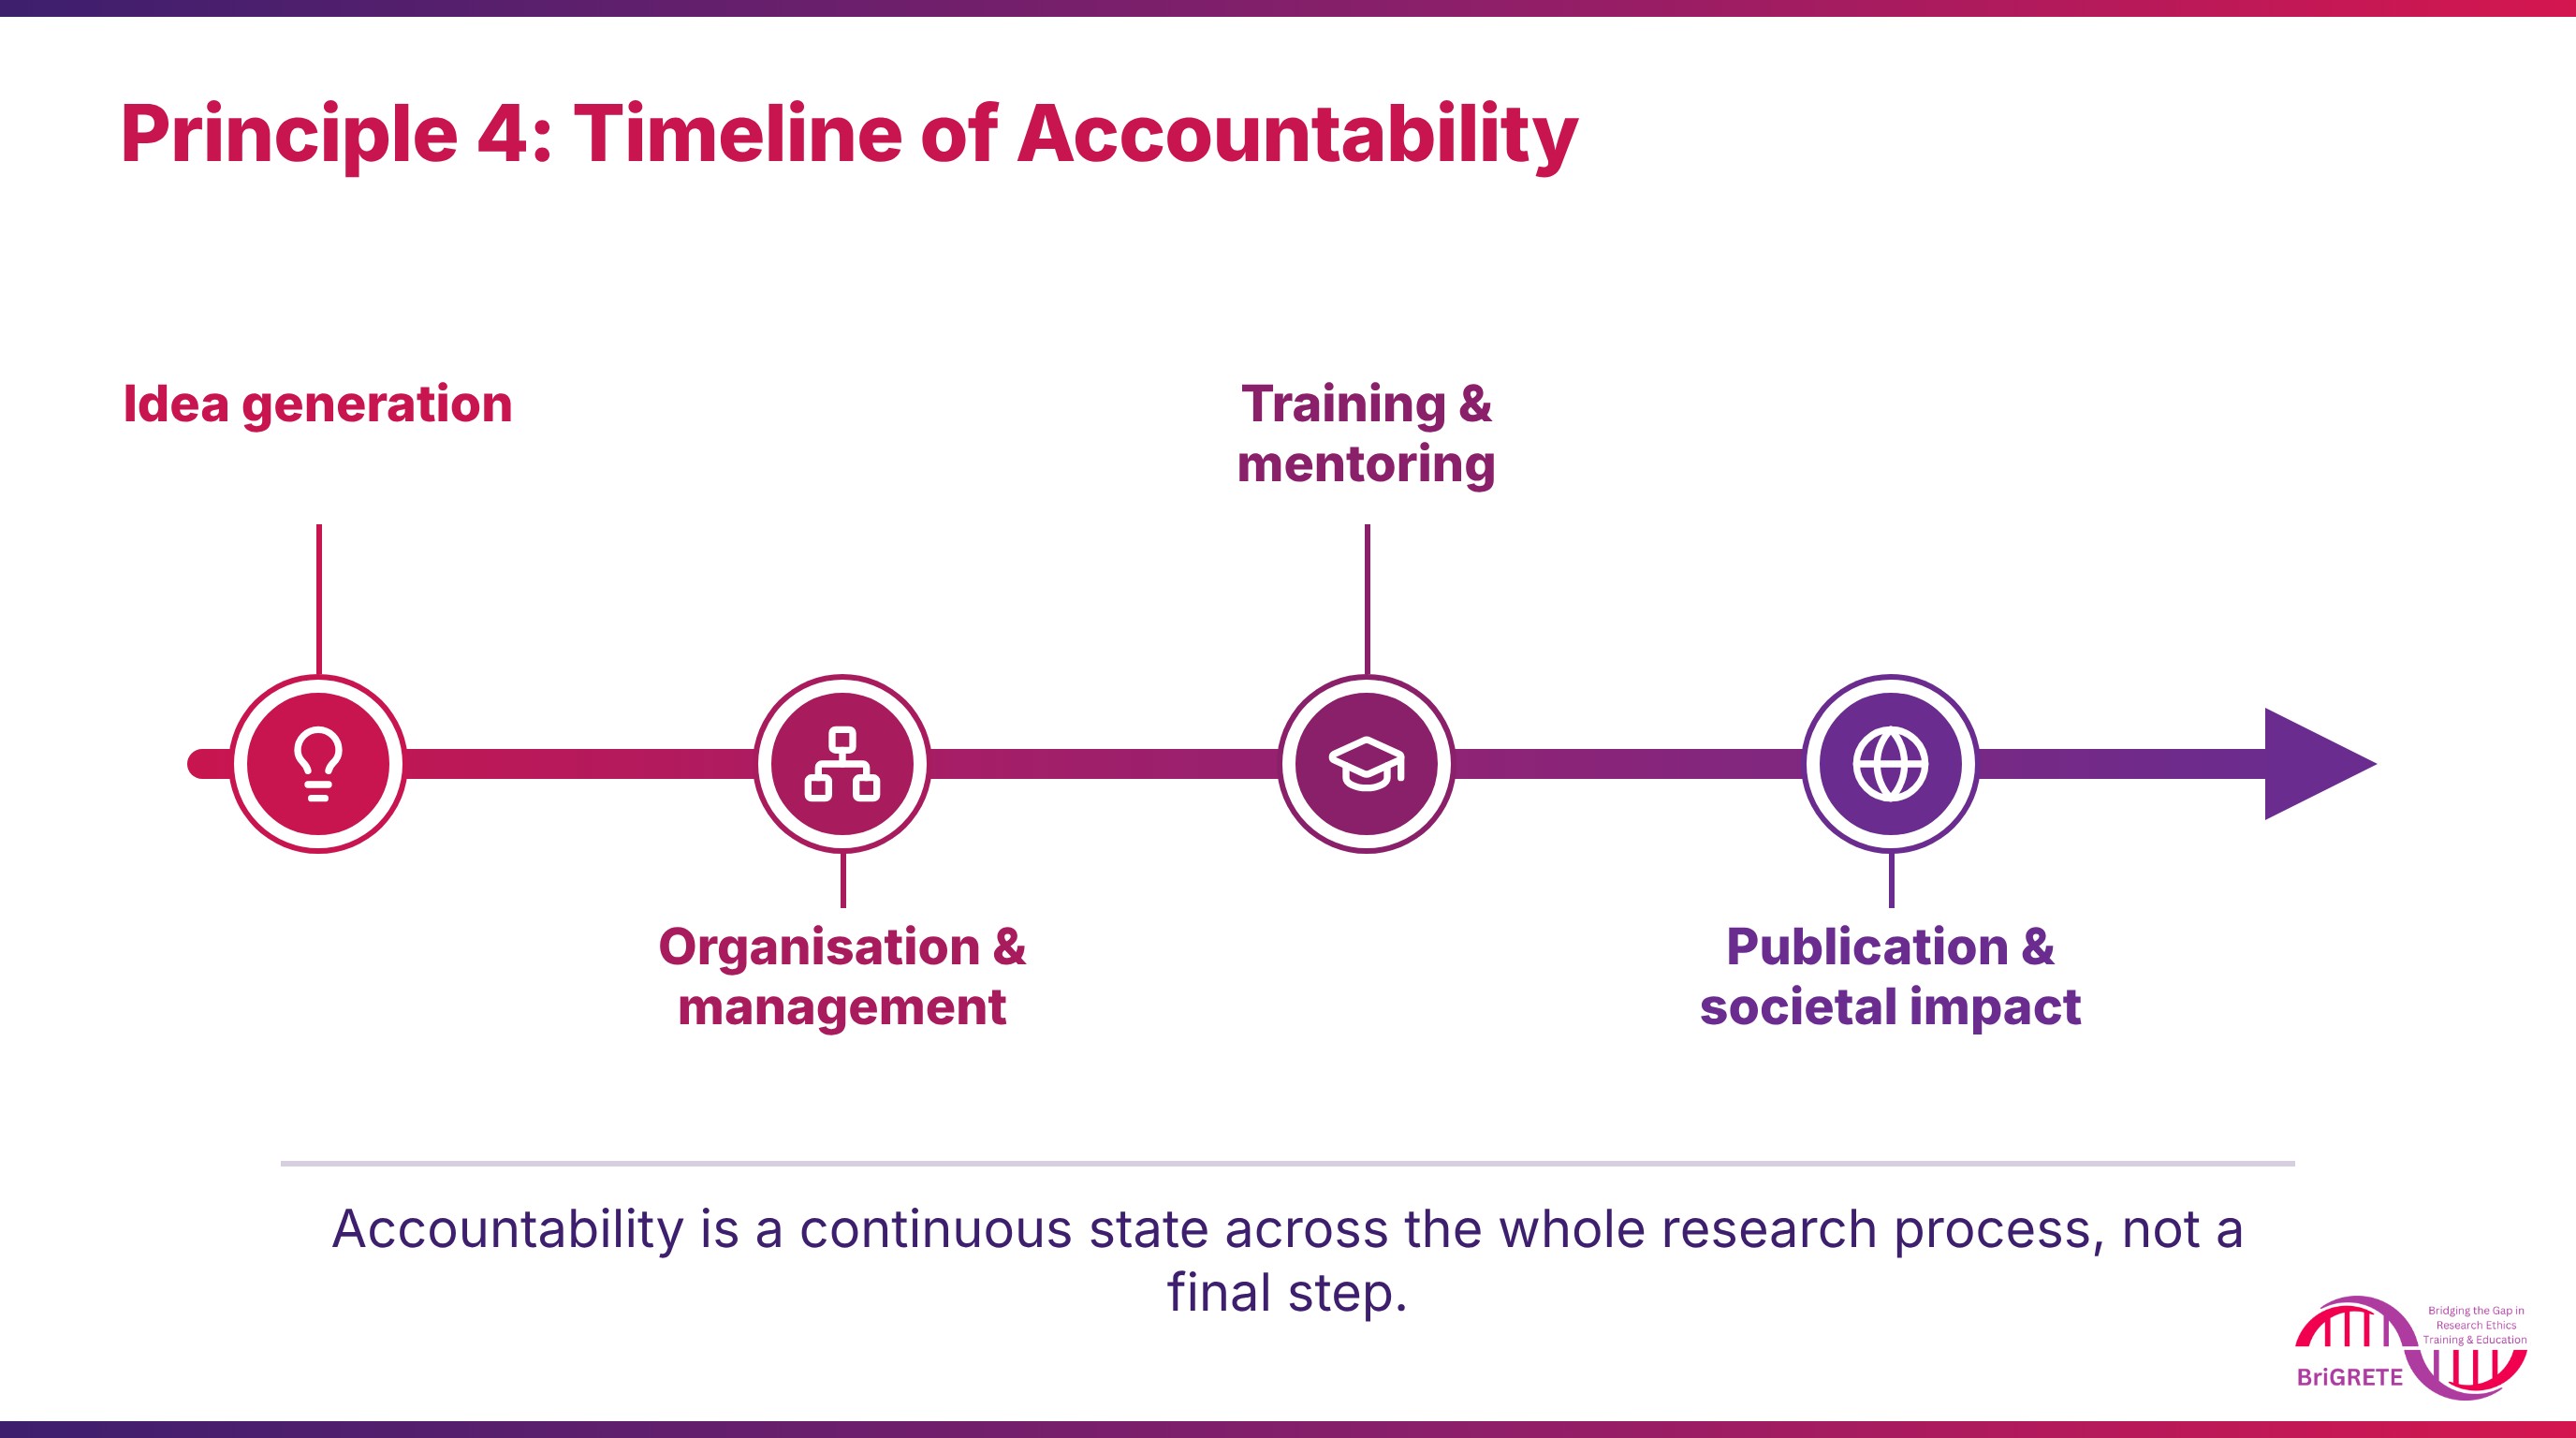 Principle 4: Timeline of Accountability
Idea generation
Training &
mentoring
Organisation &
management
Publication &
societal impact
Accountability is a continuous state across the whole research process, not a
final step.
Bridging the Gap in
Research Ethics
Training & Education
BriGRETE